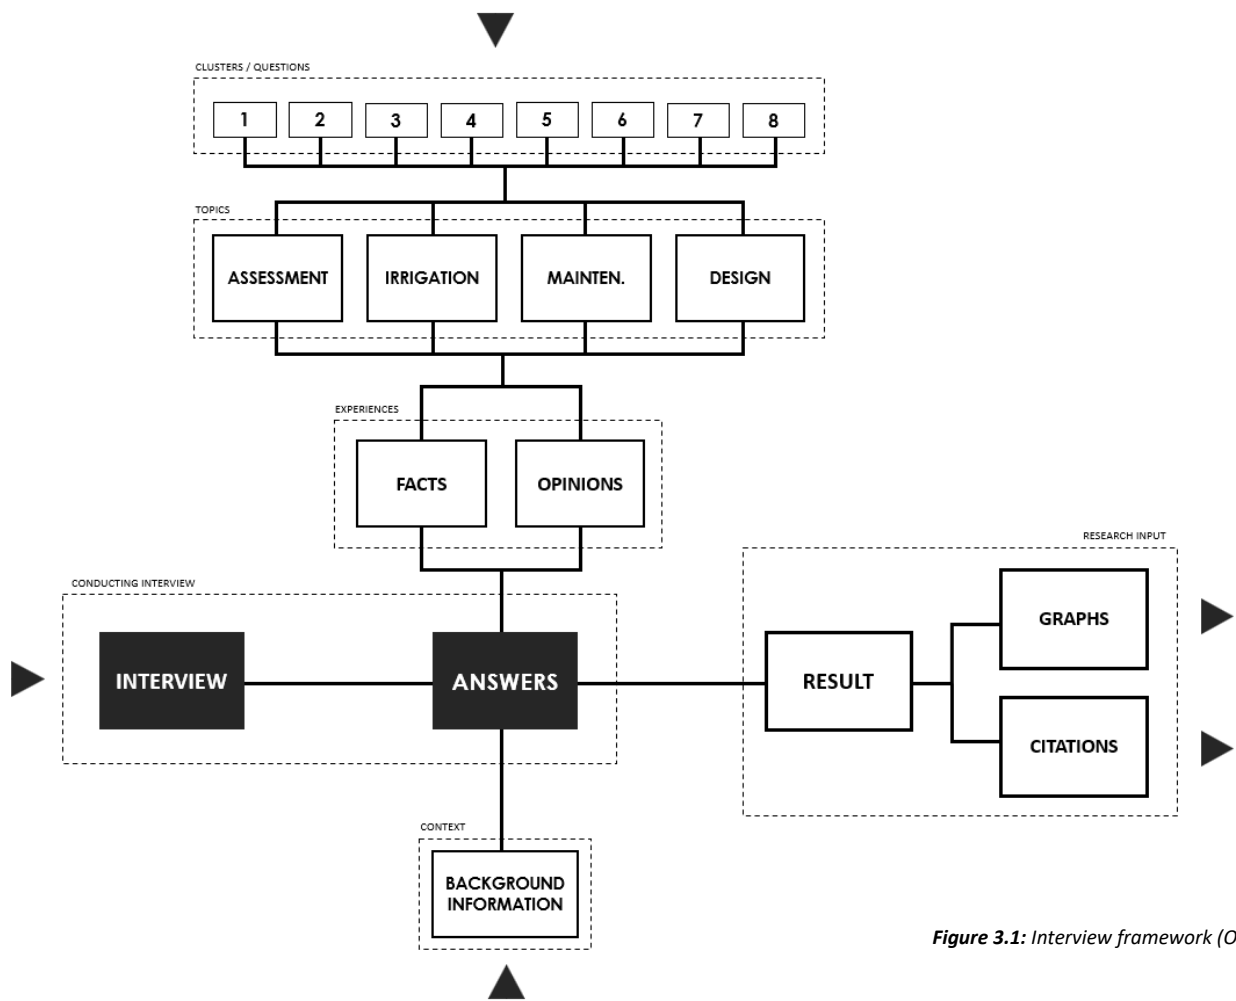 CLUSTERS / QUESTIONS
1 2 3 4 5 6 7 8
TOPICS
ASSESSMENT IRRIGATION MAINTEN. DESIGN
EXPERIENCES
FACTS OPINIONS
RESEARCH INPUT
CONDUCTING INTERVIEW
GRAPHS
INTERVIEW ANSWERS RESULT
CITATIONS
CONTEXT
BACKGROUND
INFORMATION
Figure 3.1: Interview framework (O